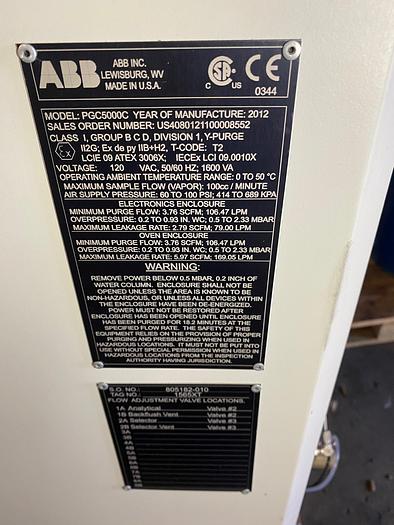 ABB
ABB INC.
LEWISBURG, WV
MADE IN U.S.A.
C US
0344
MODEL: PGC5000C YEAR OF MANUFACTURE: 2012
SALES ORDER NUMBER: US4080121100008552
CLASS I, GROUP B C D, DIVISION 1, Y-PURGE
II2G; Ex de py IIB+H2, T-CODE: T2
LCIE 09 ATEX 3006X; IECEx LCI 09.0010X
VOLTAGE: 120 VAC, 50/60 HZ; 1600 VA
OPERATING AMBIENT TEMPERATURE RANGE: 0 TO 50 °C
MAXIMUM SAMPLE FLOW (VAPOR): 100cc / MINUTE
AIR SUPPLY PRESSURE: 60 TO 100 PSI; 414 TO 689 KPA
ELECTRONICS ENCLOSURE
MINIMUM PURGE FLOW: 3.76 SCFM; 106.47 LPM
OVERPRESSURE: 0.2 TO 0.93 IN. WC; 0.5 TO 2.33 MBAR
MAXIMUM LEAKAGE RATE: 2.79 SCFM; 79.00 LPM
OVEN ENCLOSURE
MINIMUM PURGE FLOW: 3.76 SCFM; 106.47 LPM
OVERPRESSURE: 0.2 TO 0.93 IN. WC; 0.5 TO 2.33 MBAR
MAXIMUM LEAKAGE RATE: 5.97 SCFM; 169.05 LPM
WARNING:
REMOVE POWER BELOW 0.5 MBAR, 0.2 INCH OF
WATER COLUMN. ENCLOSURE SHALL NOT BE
OPENED UNLESS THE AREA IS KNOWN TO BE
NON-HAZARDOUS, OR UNLESS ALL DEVICES WITHIN
THE ENCLOSURE HAVE BEEN DE-ENERGIZED.
POWER MUST NOT BE RESTORED AFTER
ENCLOSURE HAS BEEN OPENED UNTIL ENCLOSURE
HAS BEEN PURGED FOR 18.2 MINUTES AT THE
SPECIFIED FLOW RATE. THE SAFETY OF THIS
EQUIPMENT RELIES ON THE PROVISION OF PROPER
PURGING AND PRESSURIZING WHEN USED IN
HAZARDOUS LOCATIONS. IT MUST NOT BE PUT INTO
USE WITHOUT SPECIAL PERMISSION WHEN USED IN
HAZARDOUS LOCATIONS FROM THE INSPECTION
AUTHORITY HAVING JURISDICTION.
S.O. NO.: 805182-010
TAG NO.: 1565X1
FLOW ADJUSTMENT VALVE LOCATIONS.
1A Analytical Valve #2
1B Backflush Vent Valve #2
2A Selector Valve #3
2B Selector Vent Valve #3
3A
3B
4A
4B
5A
5B
6A
6B
7A
7B
8A
8B